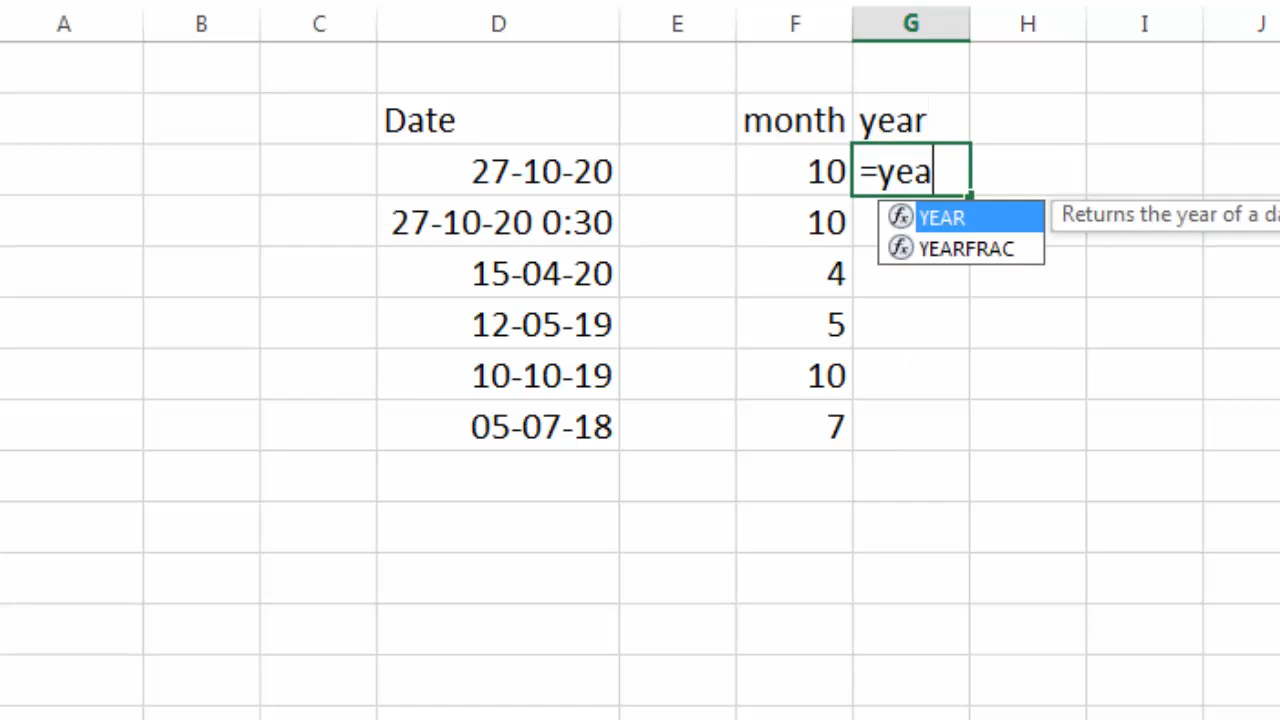 A B C D E F G H I J
Date month year
27-10-20 10 =yea
27-10-20 0:30 10 YEAR Returns the year of a
YEARFRAC
15-04-20 4
12-05-19 5
10-10-19 10
05-07-18 7